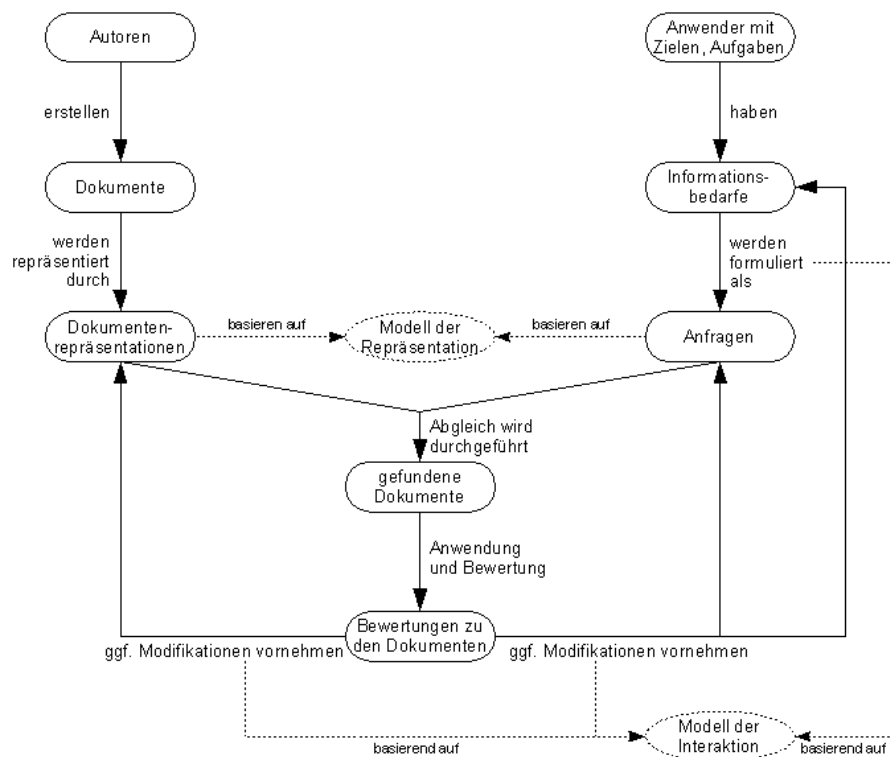 Autoren
Anwender mit
Zielen, Aufgaben
erstellen
haben
Dokumente
Informations-
bedarfe
werden
repräsentiert
durch
werden
formuliert
als
Dokumenten-
repräsentationen
basieren auf
Modell der
Repräsentation
basieren auf
Anfragen
Abgleich wird
durchgeführt
gefundene
Dokumente
Anwendung
und Bewertung
Bewertungen zu
den Dokumenten
ggf. Modifikationen vornehmen
ggf. Modifikationen vornehmen
Modell der
Interaktion
basierend auf
basierend auf